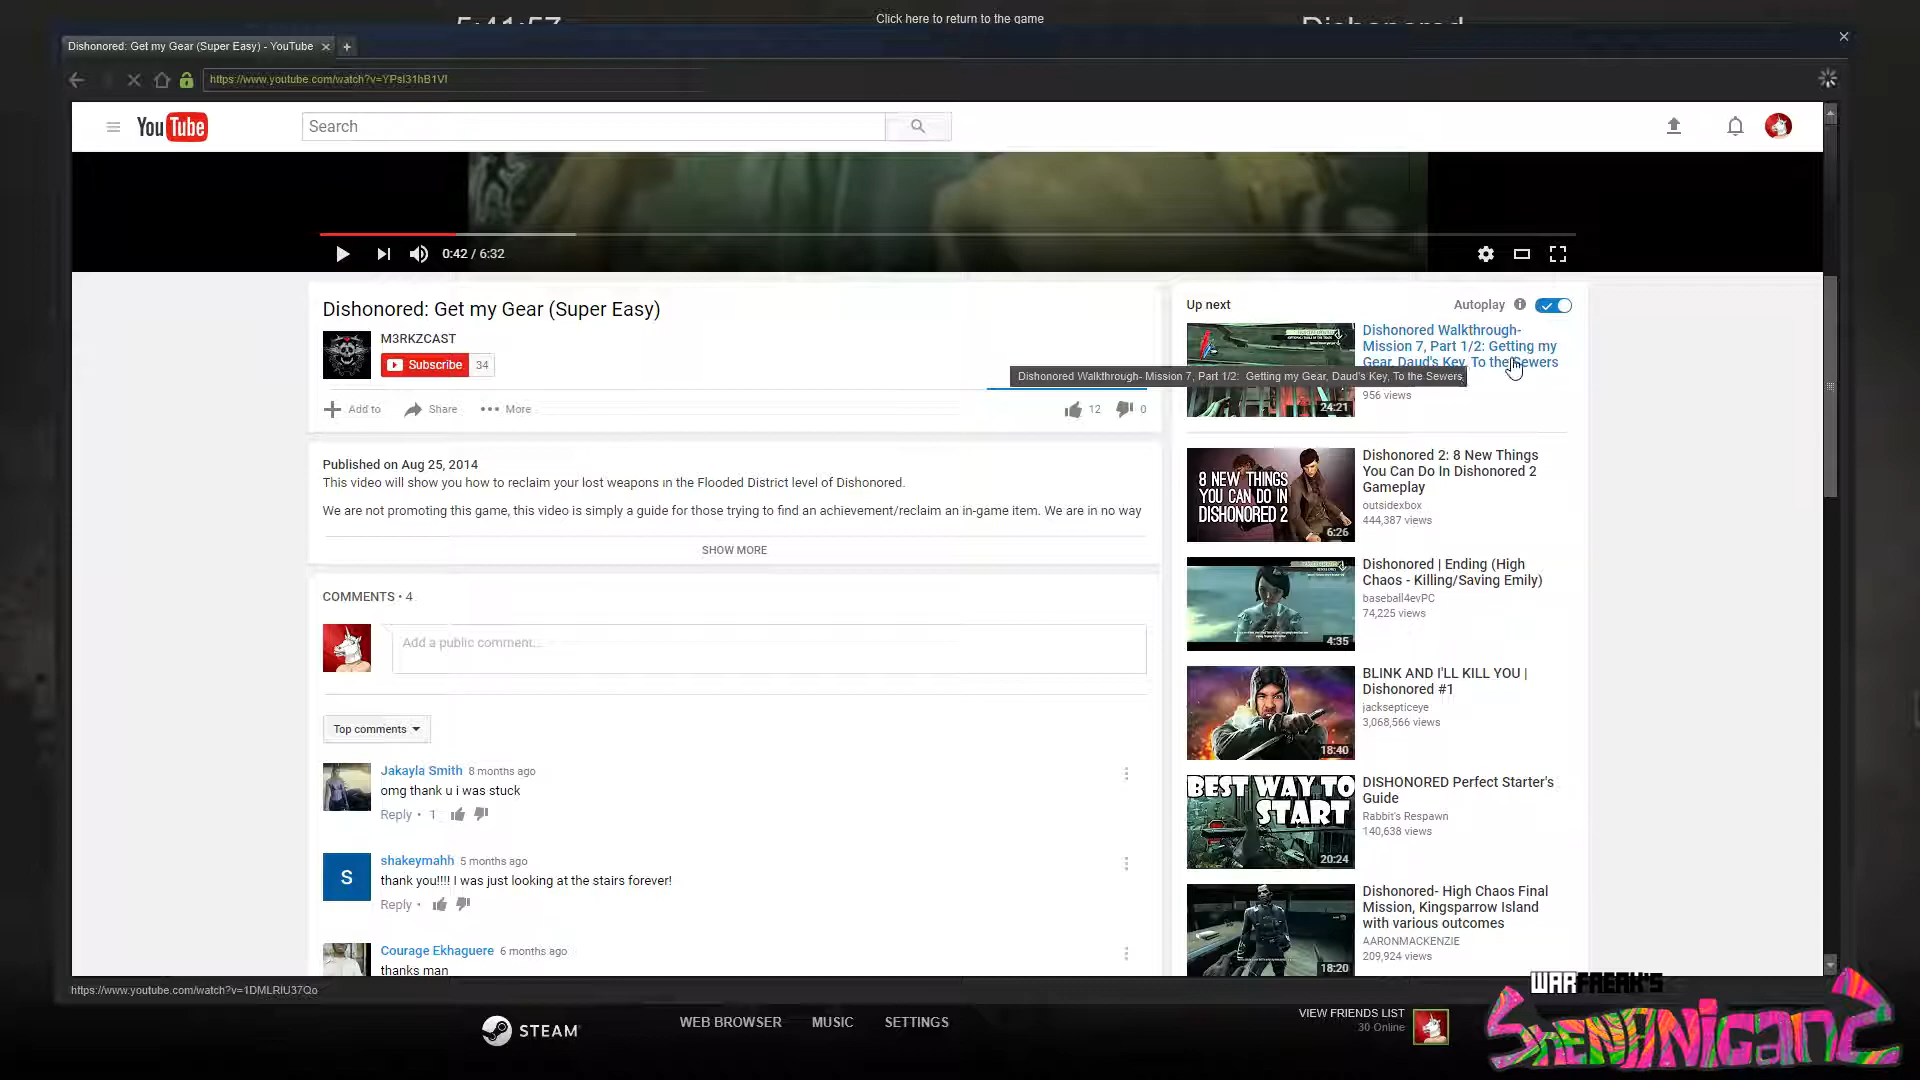 5:41:57
Click here to return to the game
Dishonored
Dishonored: Get my Gear (Super Easy) - YouTube
https://www.youtube.com/watch?v=YPsI31hB1VI
YouTube
Search
0:42 / 6:32
Dishonored: Get my Gear (Super Easy)
M3RKZCAST
Subscribe 34
Add to
Share
More
12
0
Published on Aug 25, 2014
This video will show you how to reclaim your lost weapons in the Flooded District level of Dishonored.
We are not promoting this game, this video is simply a guide for those trying to find an achievement/reclaim an in-game item. We are in no way
SHOW MORE
COMMENTS • 4
Add a public comment...
Top comments
Jakayla Smith 8 months ago
omg thank u i was stuck
Reply • 1
shakeymahh 5 months ago
S
thank you!!!! I was just looking at the stairs forever!
Reply •
Courage Ekhaguere 6 months ago
thanks man
Up next
Autoplay
Dishonored Walkthrough-
Mission 7, Part 1/2: Getting my
Gear, Daud's Key, To the Sewers
Dishonored Walkthrough- Mission 7, Part 1/2: Getting my Gear, Daud's Key, To the Sewers
956 views
24:21
Dishonored 2: 8 New Things
You Can Do In Dishonored 2
Gameplay
outsidexbox
444,387 views
8 NEW THINGS
YOU CAN DO IN
DISHONORED 2
6:26
Dishonored | Ending (High
Chaos - Killing/Saving Emily)
baseball4evPC
74,225 views
4:35
BLINK AND I'LL KILL YOU |
Dishonored #1
jacksepticeye
3,068,566 views
18:40
DISHONORED Perfect Starter's
Guide
Rabbit's Respawn
140,638 views
BEST WAY TO
START
20:24
Dishonored- High Chaos Final
Mission, Kingsparrow Island
with various outcomes
AARONMACKENZIE
209,924 views
18:20
https://www.youtube.com/watch?v=1DMLRIU37Qo
STEAM
WEB BROWSER
MUSIC
SETTINGS
VIEW FRIENDS LIST
30 Online
WARFREAK'S
SHENANIGANZ